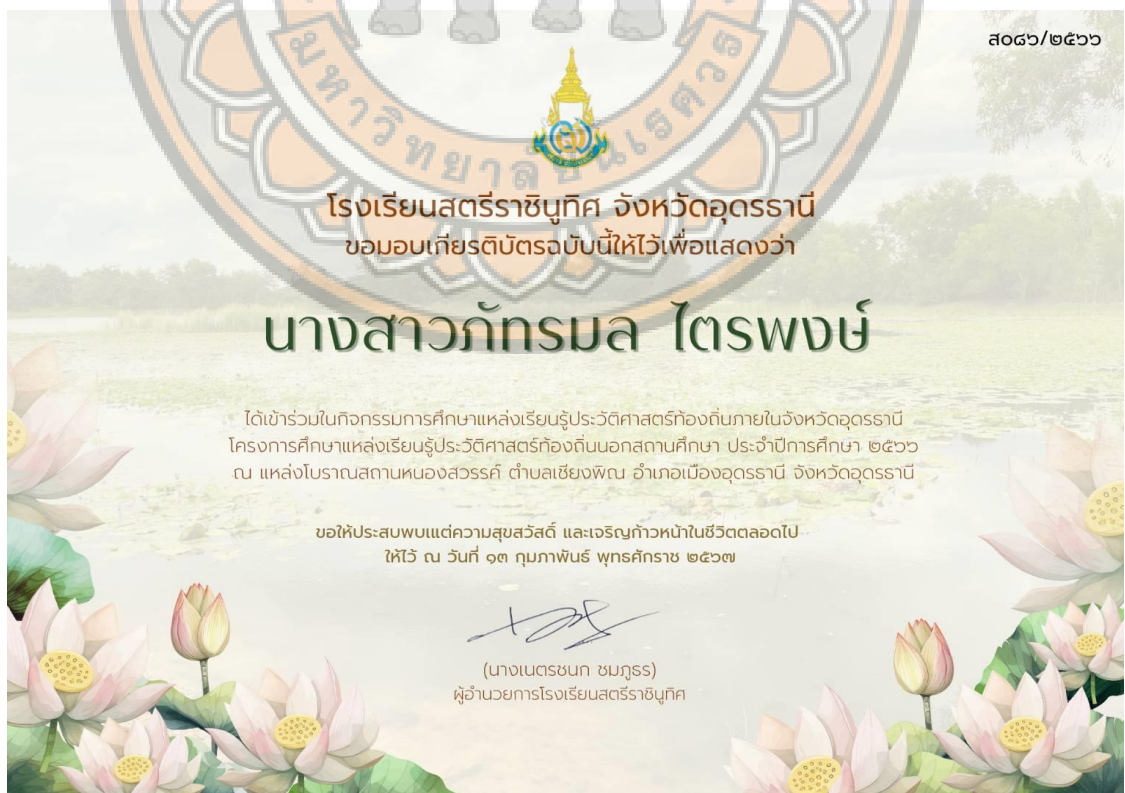 ส๐๘๖/๒๕๖๖
มหาวิทยาลัยนเรศวร
โรงเรียนสตรีราชินูทิศ จังหวัดอุดรธานี
ขอมอบเกียรติบัตรฉบับนี้ให้ไว้เพื่อแสดงว่า
นางสาวภัทรมล ไตรพงษ์
ได้เข้าร่วมในกิจกรรมการศึกษาแหล่งเรียนรู้ประวัติศาสตร์ท้องถิ่นภายในจังหวัดอุดรธานี
โครงการศึกษาแหล่งเรียนรู้ประวัติศาสตร์ท้องถิ่นนอกสถานศึกษา ประจำปีการศึกษา ๒๕๖๖
ณ แหล่งโบราณสถานหนองสวรรค์ ตำบลเชียงพิณ อำเภอเมืองอุดรธานี จังหวัดอุดรธานี
ขอให้ประสบพบแต่ความสุขสวัสดิ์ และเจริญก้าวหน้าในชีวิตตลอดไป
ให้ไว้ ณ วันที่ ๑๓ กุมภาพันธ์ พุทธศักราช ๒๕๖๗
(นางเนตรชนก ชมภูธร)
ผู้อำนวยการโรงเรียนสตรีราชินูทิศ